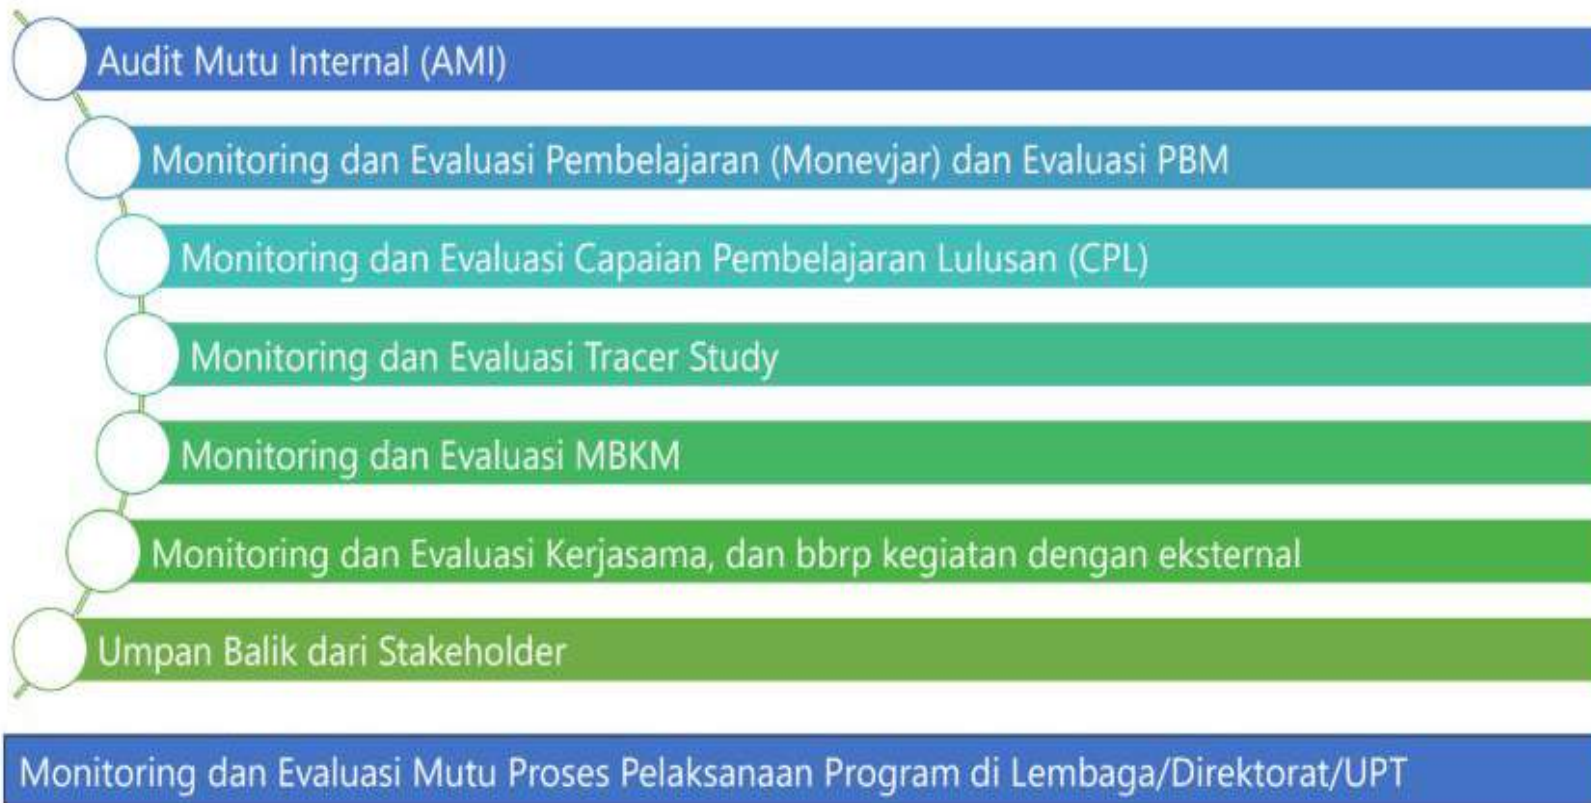 Audit Mutu Internal (AMI)
Monitoring dan Evaluasi Pembelajaran (Monevjar) dan Evaluasi PBM
Monitoring dan Evaluasi Capaian Pembelajaran Lulusan (CPL)
Monitoring dan Evaluasi Tracer Study
Monitoring dan Evaluasi MBKM
Monitoring dan Evaluasi Kerjasama, dan bbrp kegiatan dengan eksternal
Umpan Balik dari Stakeholder
Monitoring dan Evaluasi Mutu Proses Pelaksanaan Program di Lembaga/Direktorat/UPT